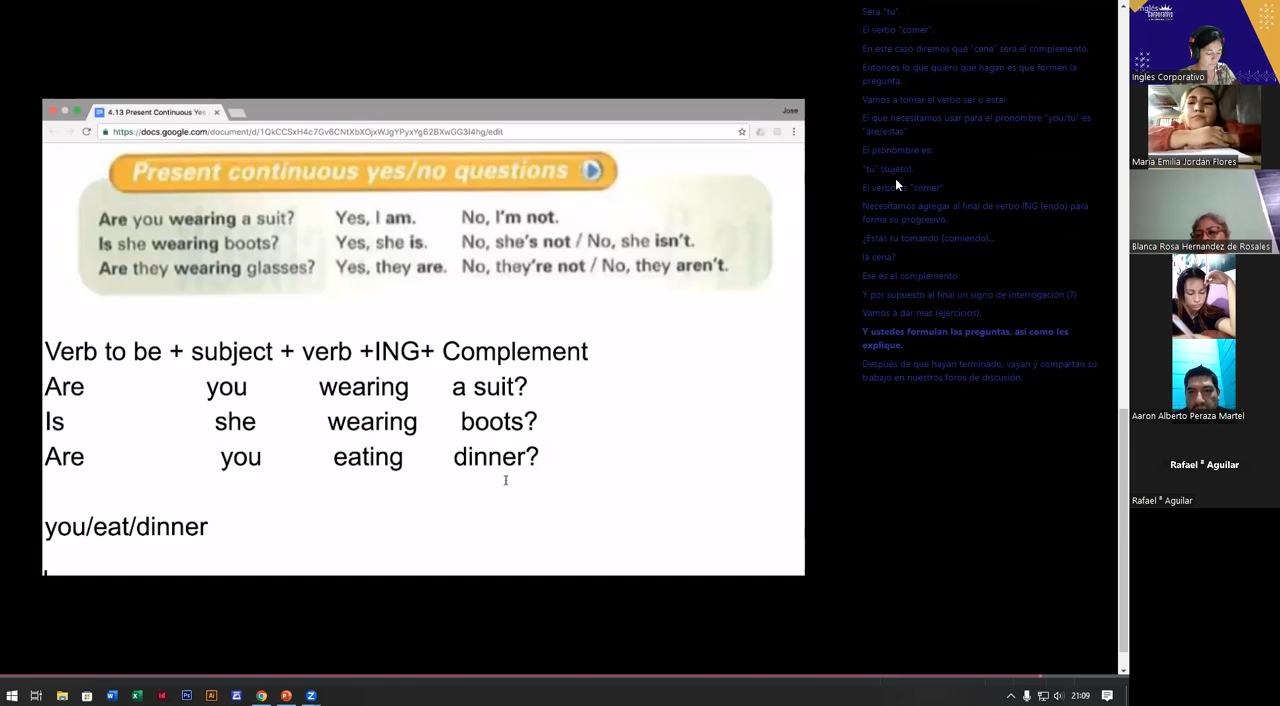 4.13 Present Continuous Yes
Jose
https://docs.google.com/document/d/1QkCCSxH4c7Gv6CNtXbXOjxWJgYPyxYg62BXwGG3I4hg/edit
Present continuous yes/no questions
Are you wearing a suit? Yes, I am. No, I'm not.
Is she wearing boots? Yes, she is. No, she's not / No, she isn't.
Are they wearing glasses? Yes, they are. No, they're not / No, they aren't.
Verb to be + subject + verb +ING+ Complement
Are you wearing a suit?
Is she wearing boots?
Are you eating dinner?
you/eat/dinner
Sera "tu".
El verbo "comer".
En este caso diremos que "cena" sera el complemento.
Entonces lo que quiero que hagan es que formen la
pregunta.
Vamos a tomar el verbo ser o estar
El que necesitamos usar para el pronombre "you/tu" es
"are/estas"
El pronombre es:
"tu" (sujeto).
El verbo es "comer"
Necesitamos agregar al final de verbo ING (endo) para
forma su progresivo.
¿Estás tu tomando (comiendo)...
la cena?
Ese es el complemento.
Y por supuesto al final un signo de interrogación (?)
Vamos a dar mas (ejercicios).
Y ustedes formulan las preguntas. así como les
explique.
Después de que hayan terminado, vayan y compartan su
trabajo en nuestros foros de discusión.
Inglés
Corporativo
Ingles Corporativo
María Emilia Jordán Flores
Blanca Rosa Hernandez de Rosales
Aaron Alberto Peraza Martel
Rafael ª Aguilar
Rafael ª Aguilar
21:09